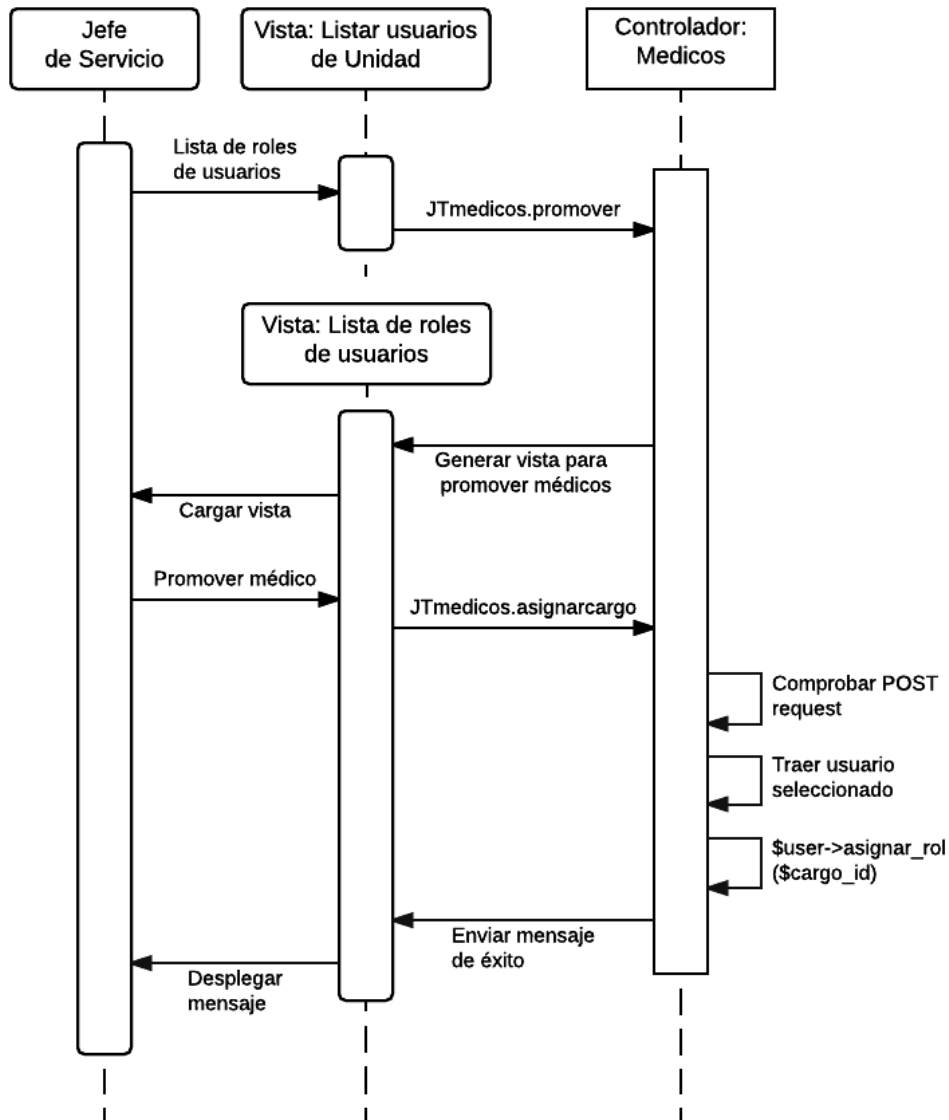 Jefe
de Servicio
Vista: Listar usuarios
de Unidad
Controlador:
Medicos
Lista de roles
de usuarios
JTmedicos.promover
Vista: Lista de roles
de usuarios
Generar vista para
promover médicos
Cargar vista
Promover médico
JTmedicos.asignarcargo
Comprobar POST
request
Traer usuario
seleccionado
$user->asignar_rol
($cargo_id)
Enviar mensaje
de éxito
Desplegar
mensaje